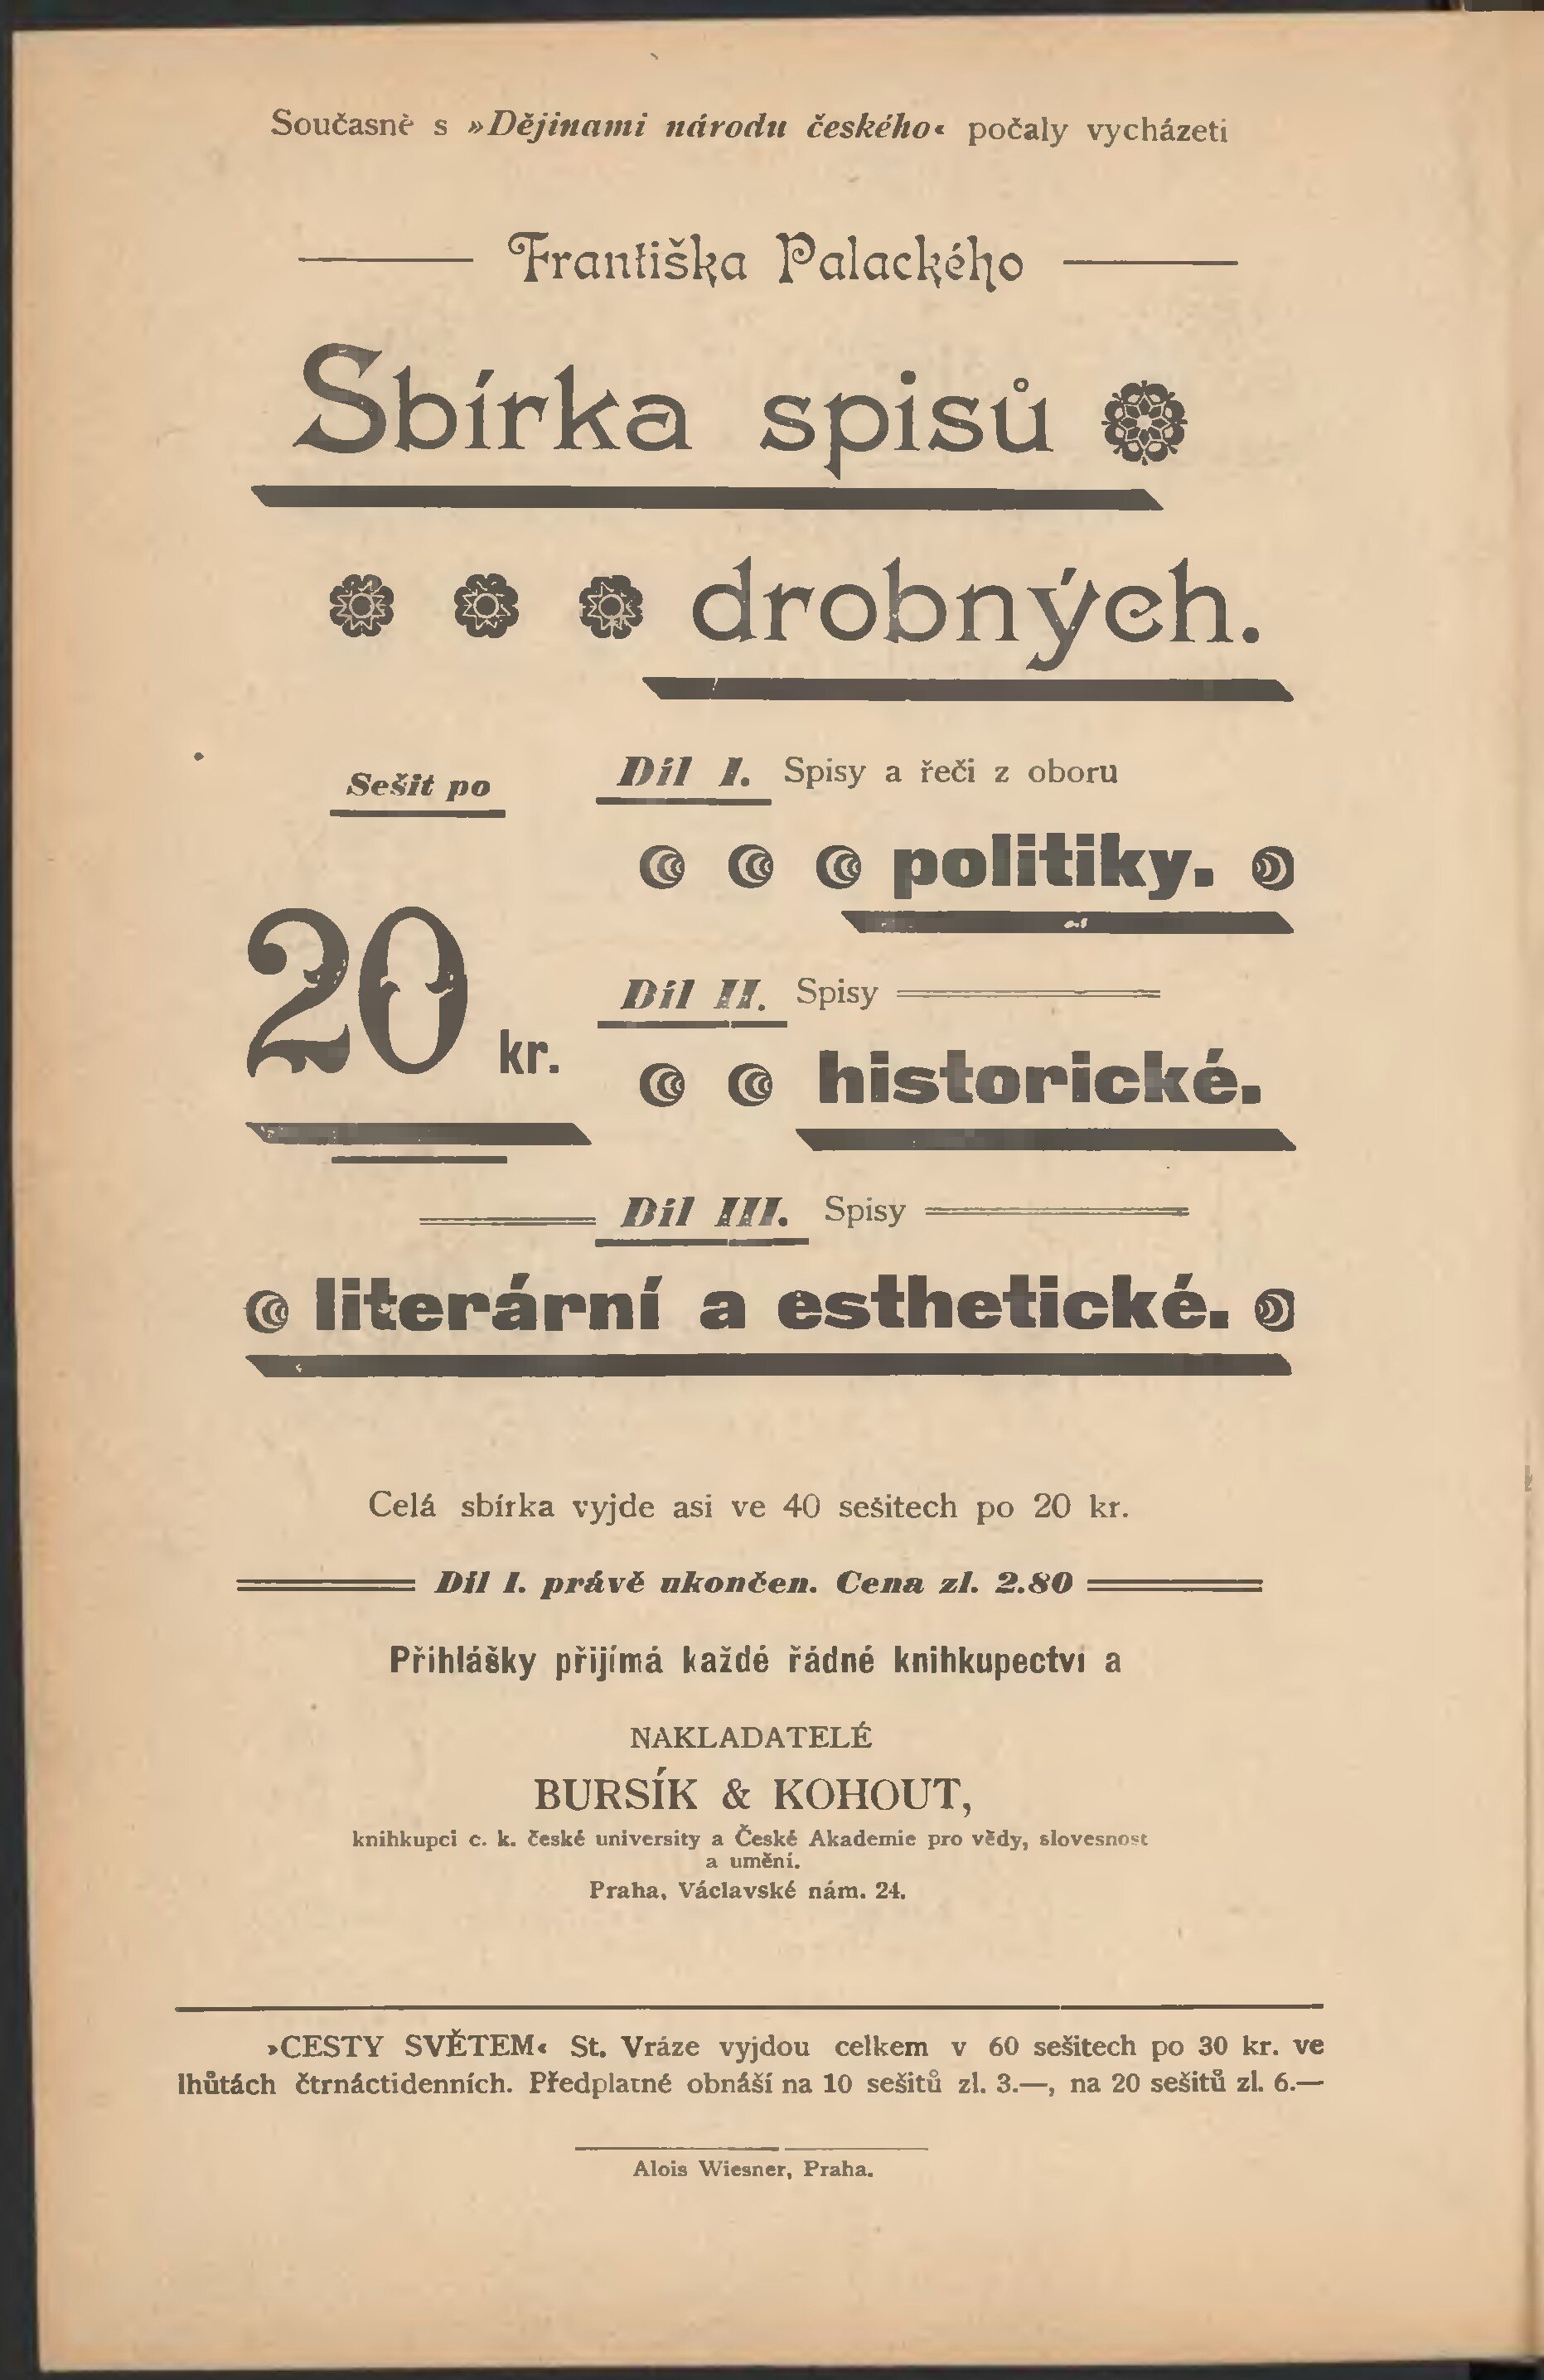 Současně s »Dějinami národu českého« počaly vycházeti
Františka Palackého
Sbírka spisů
drobných.
Sešit po
20 kr.
Díl I. Spisy a řeči z oboru
politiky.
Díl II. Spisy
historické.
Díl III. Spisy
literární a esthetické.
Celá sbírka vyjde asi ve 40 sešitech po 20 kr.
Díl I. právě ukončen. Cena zl. 2.80
Přihlášky přijímá každé řádné knihkupectví a
NAKLADATELÉ
BURSÍK & KOHOUT,
knihkupci c. k. české university a České Akademie pro vědy, slovesnost
a umění.
Praha, Václavské nám. 24.
»CESTY SVĚTEM« St. Vráze vyjdou celkem v 60 sešitech po 30 kr. ve
lhůtách čtrnáctidenních. Předplatné obnáší na 10 sešitů zl. 3.—, na 20 sešitů zl. 6.—
Alois Wiesner, Praha.